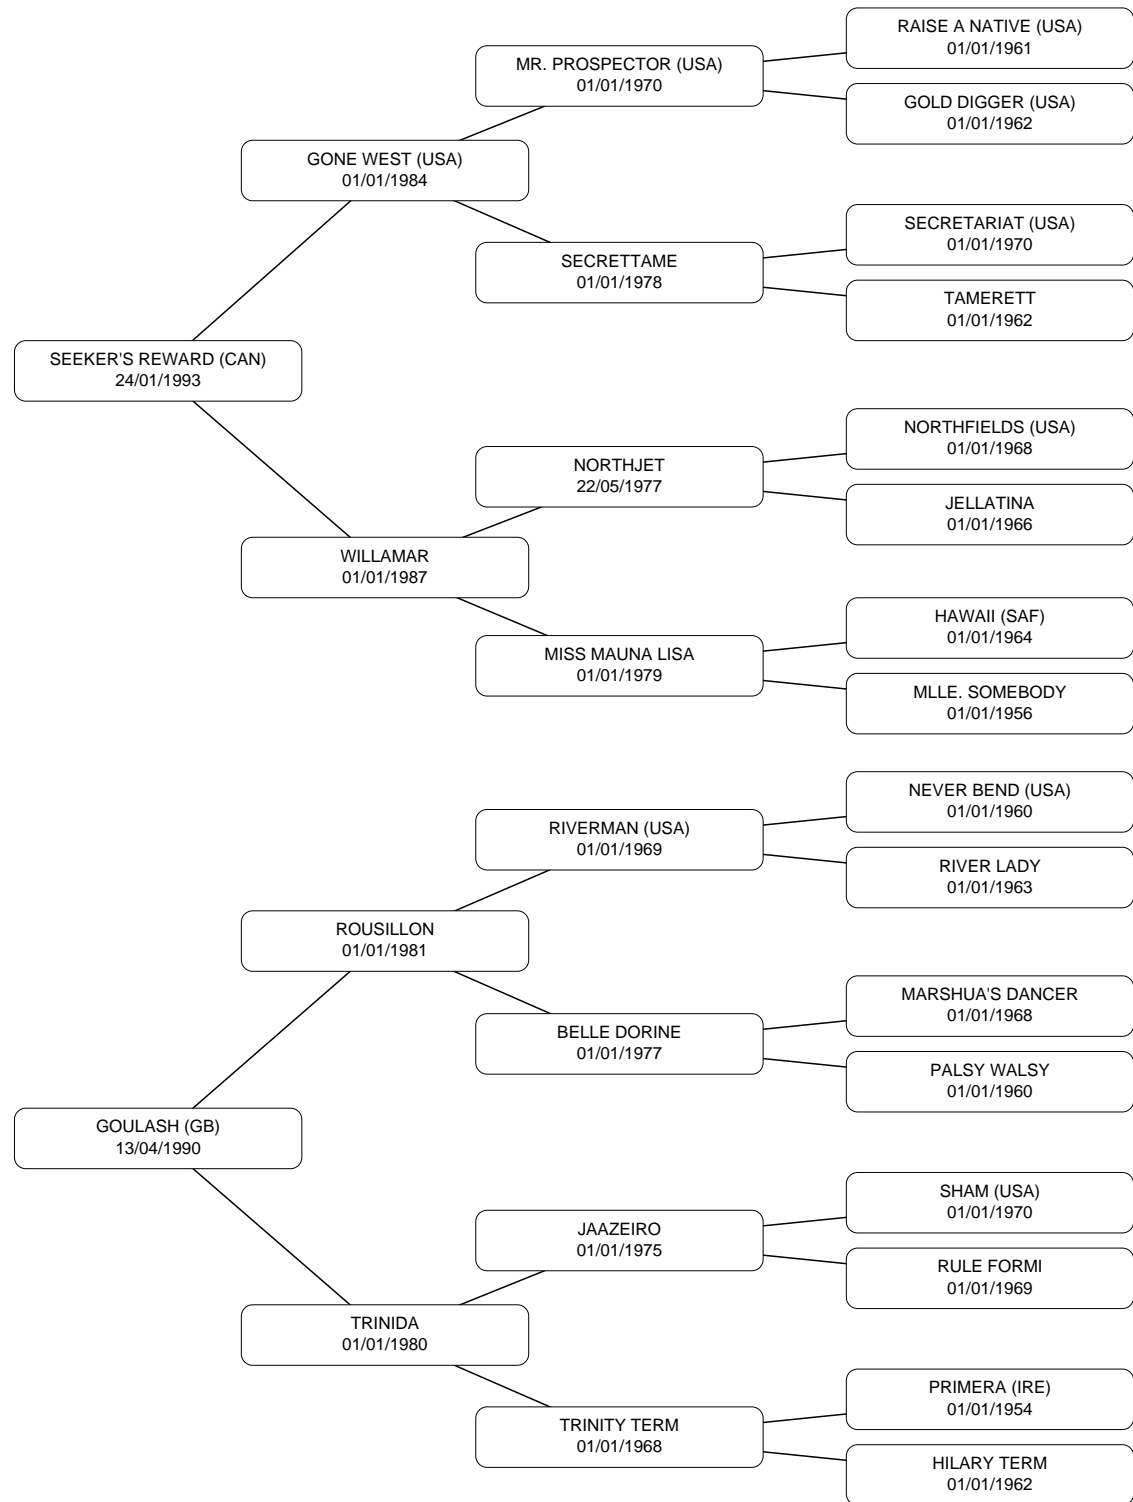 RAISE A NATIVE (USA)
01/01/1961
MR. PROSPECTOR (USA)
01/01/1970
GOLD DIGGER (USA)
01/01/1962
GONE WEST (USA)
01/01/1984
SECRETARIAT (USA)
01/01/1970
SECRETTAME
01/01/1978
TAMERETT
01/01/1962
SEEKER'S REWARD (CAN)
24/01/1993
NORTHFIELDS (USA)
01/01/1968
NORTHJET
22/05/1977
JELLATINA
01/01/1966
WILLAMAR
01/01/1987
HAWAII (SAF)
01/01/1964
MISS MAUNA LISA
01/01/1979
MLLE. SOMEBODY
01/01/1956
NEVER BEND (USA)
01/01/1960
RIVERMAN (USA)
01/01/1969
RIVER LADY
01/01/1963
ROUSILLON
01/01/1981
MARSHUA'S DANCER
01/01/1968
BELLE DORINE
01/01/1977
PALSY WALSY
01/01/1960
GOULASH (GB)
13/04/1990
SHAM (USA)
01/01/1970
JAAZEIRO
01/01/1975
RULE FORMI
01/01/1969
TRINIDA
01/01/1980
PRIMERA (IRE)
01/01/1954
TRINITY TERM
01/01/1968
HILARY TERM
01/01/1962